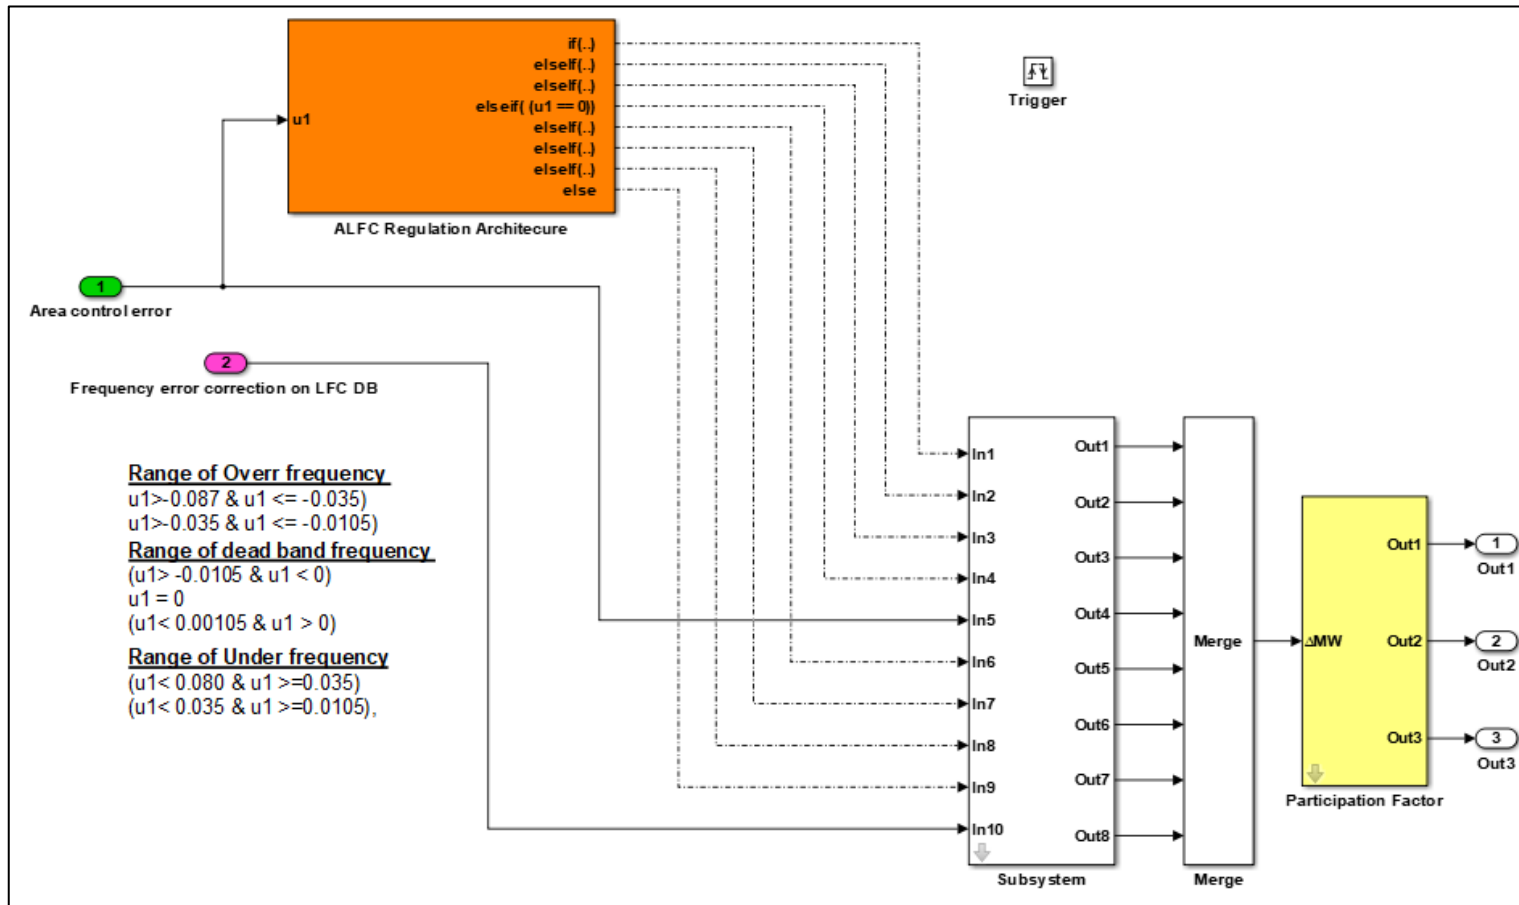 if(..)
elseif(..)
elseif(..)
elseif( (u1 == 0))
elseif(..)
elseif(..)
elseif(..)
else
u1
ALFC Regulation Architecure
Trigger
1
Area control error
2
Frequency error correction on LFC DB
Range of Overr frequency
u1>-0.087 & u1 <= -0.035)
u1>-0.035 & u1 <= -0.0105)
Range of dead band frequency
(u1> -0.0105 & u1 < 0)
u1 = 0
(u1< 0.00105 & u1 > 0)
Range of Under frequency
(u1< 0.080 & u1 >=0.035)
(u1< 0.035 & u1 >=0.0105),
In1
In2
In3
In4
In5
In6
In7
In8
In9
In10
Out1
Out2
Out3
Out4
Out5
Out6
Out7
Out8
Subsystem
Merge
Merge
ΔMW
Out1
Out2
Out3
Participation Factor
1
Out1
2
Out2
3
Out3